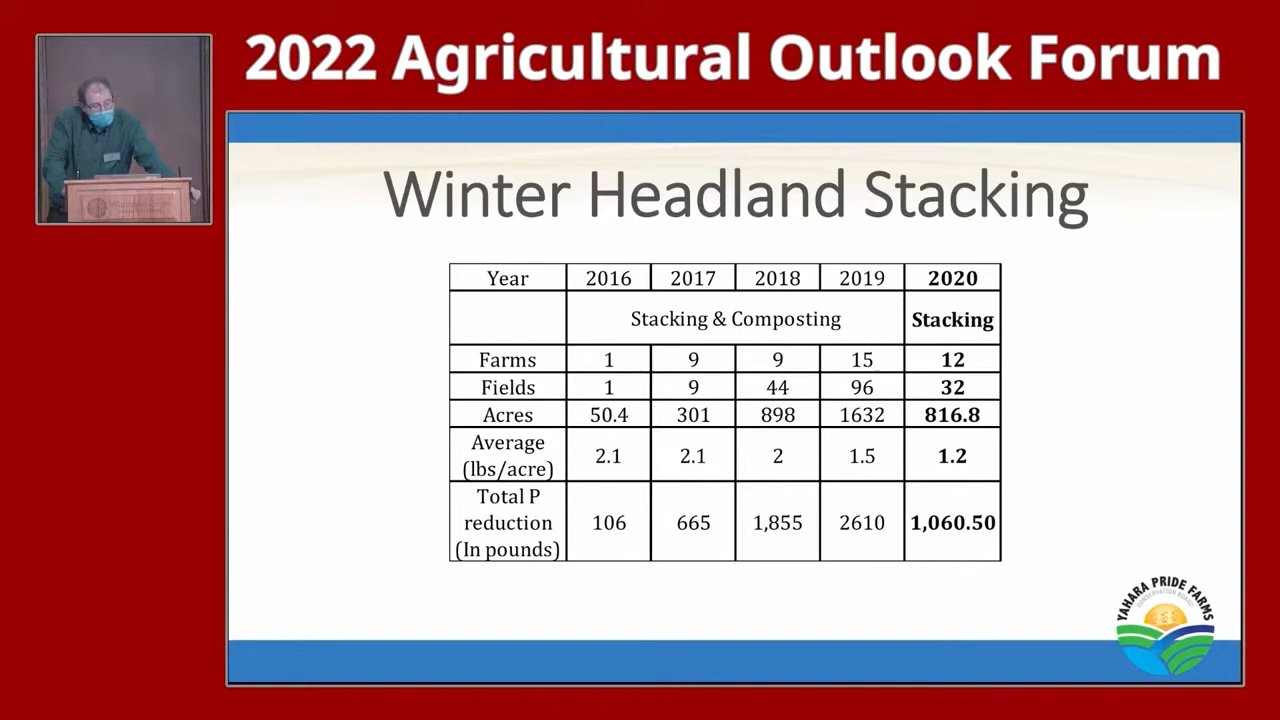 2022 Agricultural Outlook Forum
Winter Headland Stacking
Year 2016 2017 2018 2019 2020
Stacking & Composting Stacking
Farms 1 9 9 15 12
Fields 1 9 44 96 32
Acres 50.4 301 898 1632 816.8
Average
(lbs/acre) 2.1 2.1 2 1.5 1.2
Total P
reduction 106 665 1,855 2610 1,060.50
(In pounds)
YAHARA PRIDE FARMS
CONSERVATION BOARD